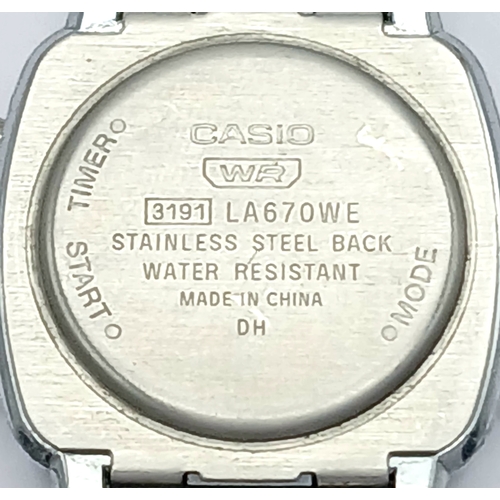 CASIO
WR
3191 LA670WE
STAINLESS STEEL BACK
WATER RESISTANT
MADE IN CHINA
DH
TIMER
START
MODE